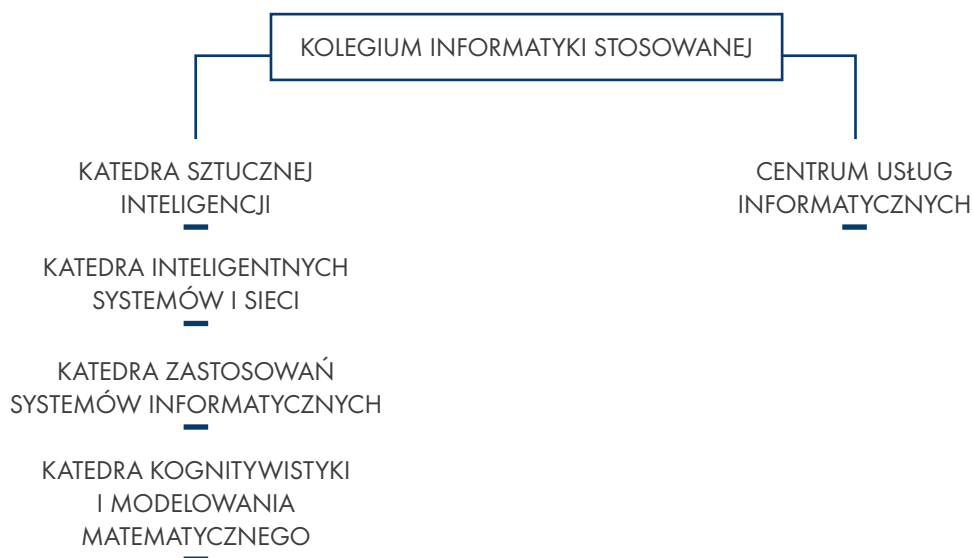 KOLEGIUM INFORMATYKI STOSOWANEJ
KATEDRA SZTUCZNEJ
INTELIGENCJI
KATEDRA INTELIGENTNYCH
SYSTEMÓW I SIECI
KATEDRA ZASTOSOWAŃ
SYSTEMÓW INFORMATYCZNYCH
KATEDRA KOGNITYWISTYKI
I MODELOWANIA
MATEMATYCZNEGO
CENTRUM USŁUG
INFORMATYCZNYCH